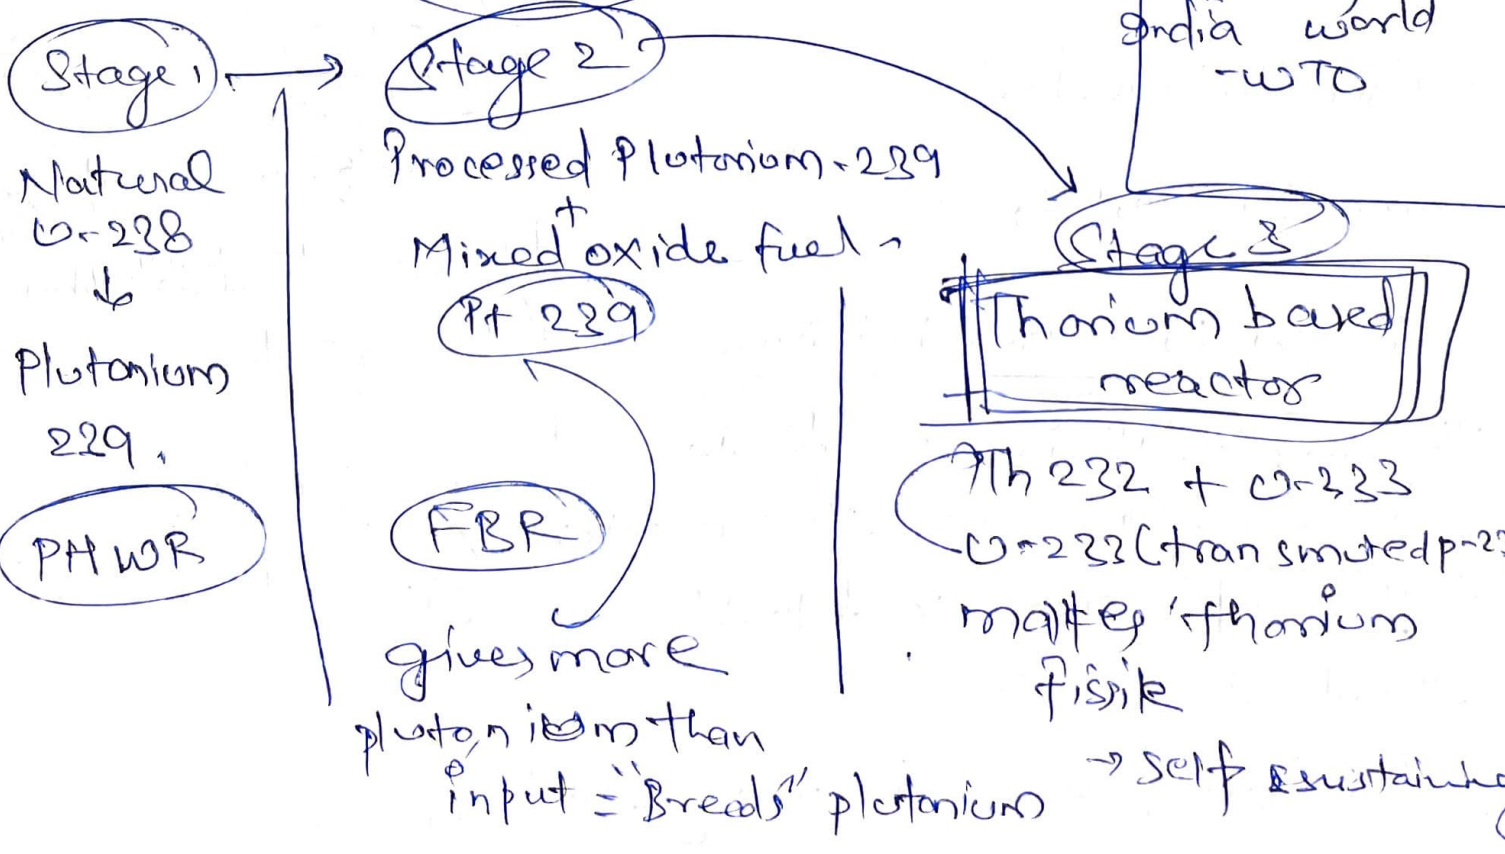 India world
-WTO
Stage 1
Natural
U-238
Plutonium
229.
PHWR
Stage 2
Processed Plutonium-239
+
Mixed oxide fuel
Pt 239
FBR
gives more
plutonium than
input = "Breeds" plutonium
Stage 3
Thorium based
reactor
Th 232 + U-233
U-233 (transmuted p-23
makes thorium
fissile
→ self sustaining